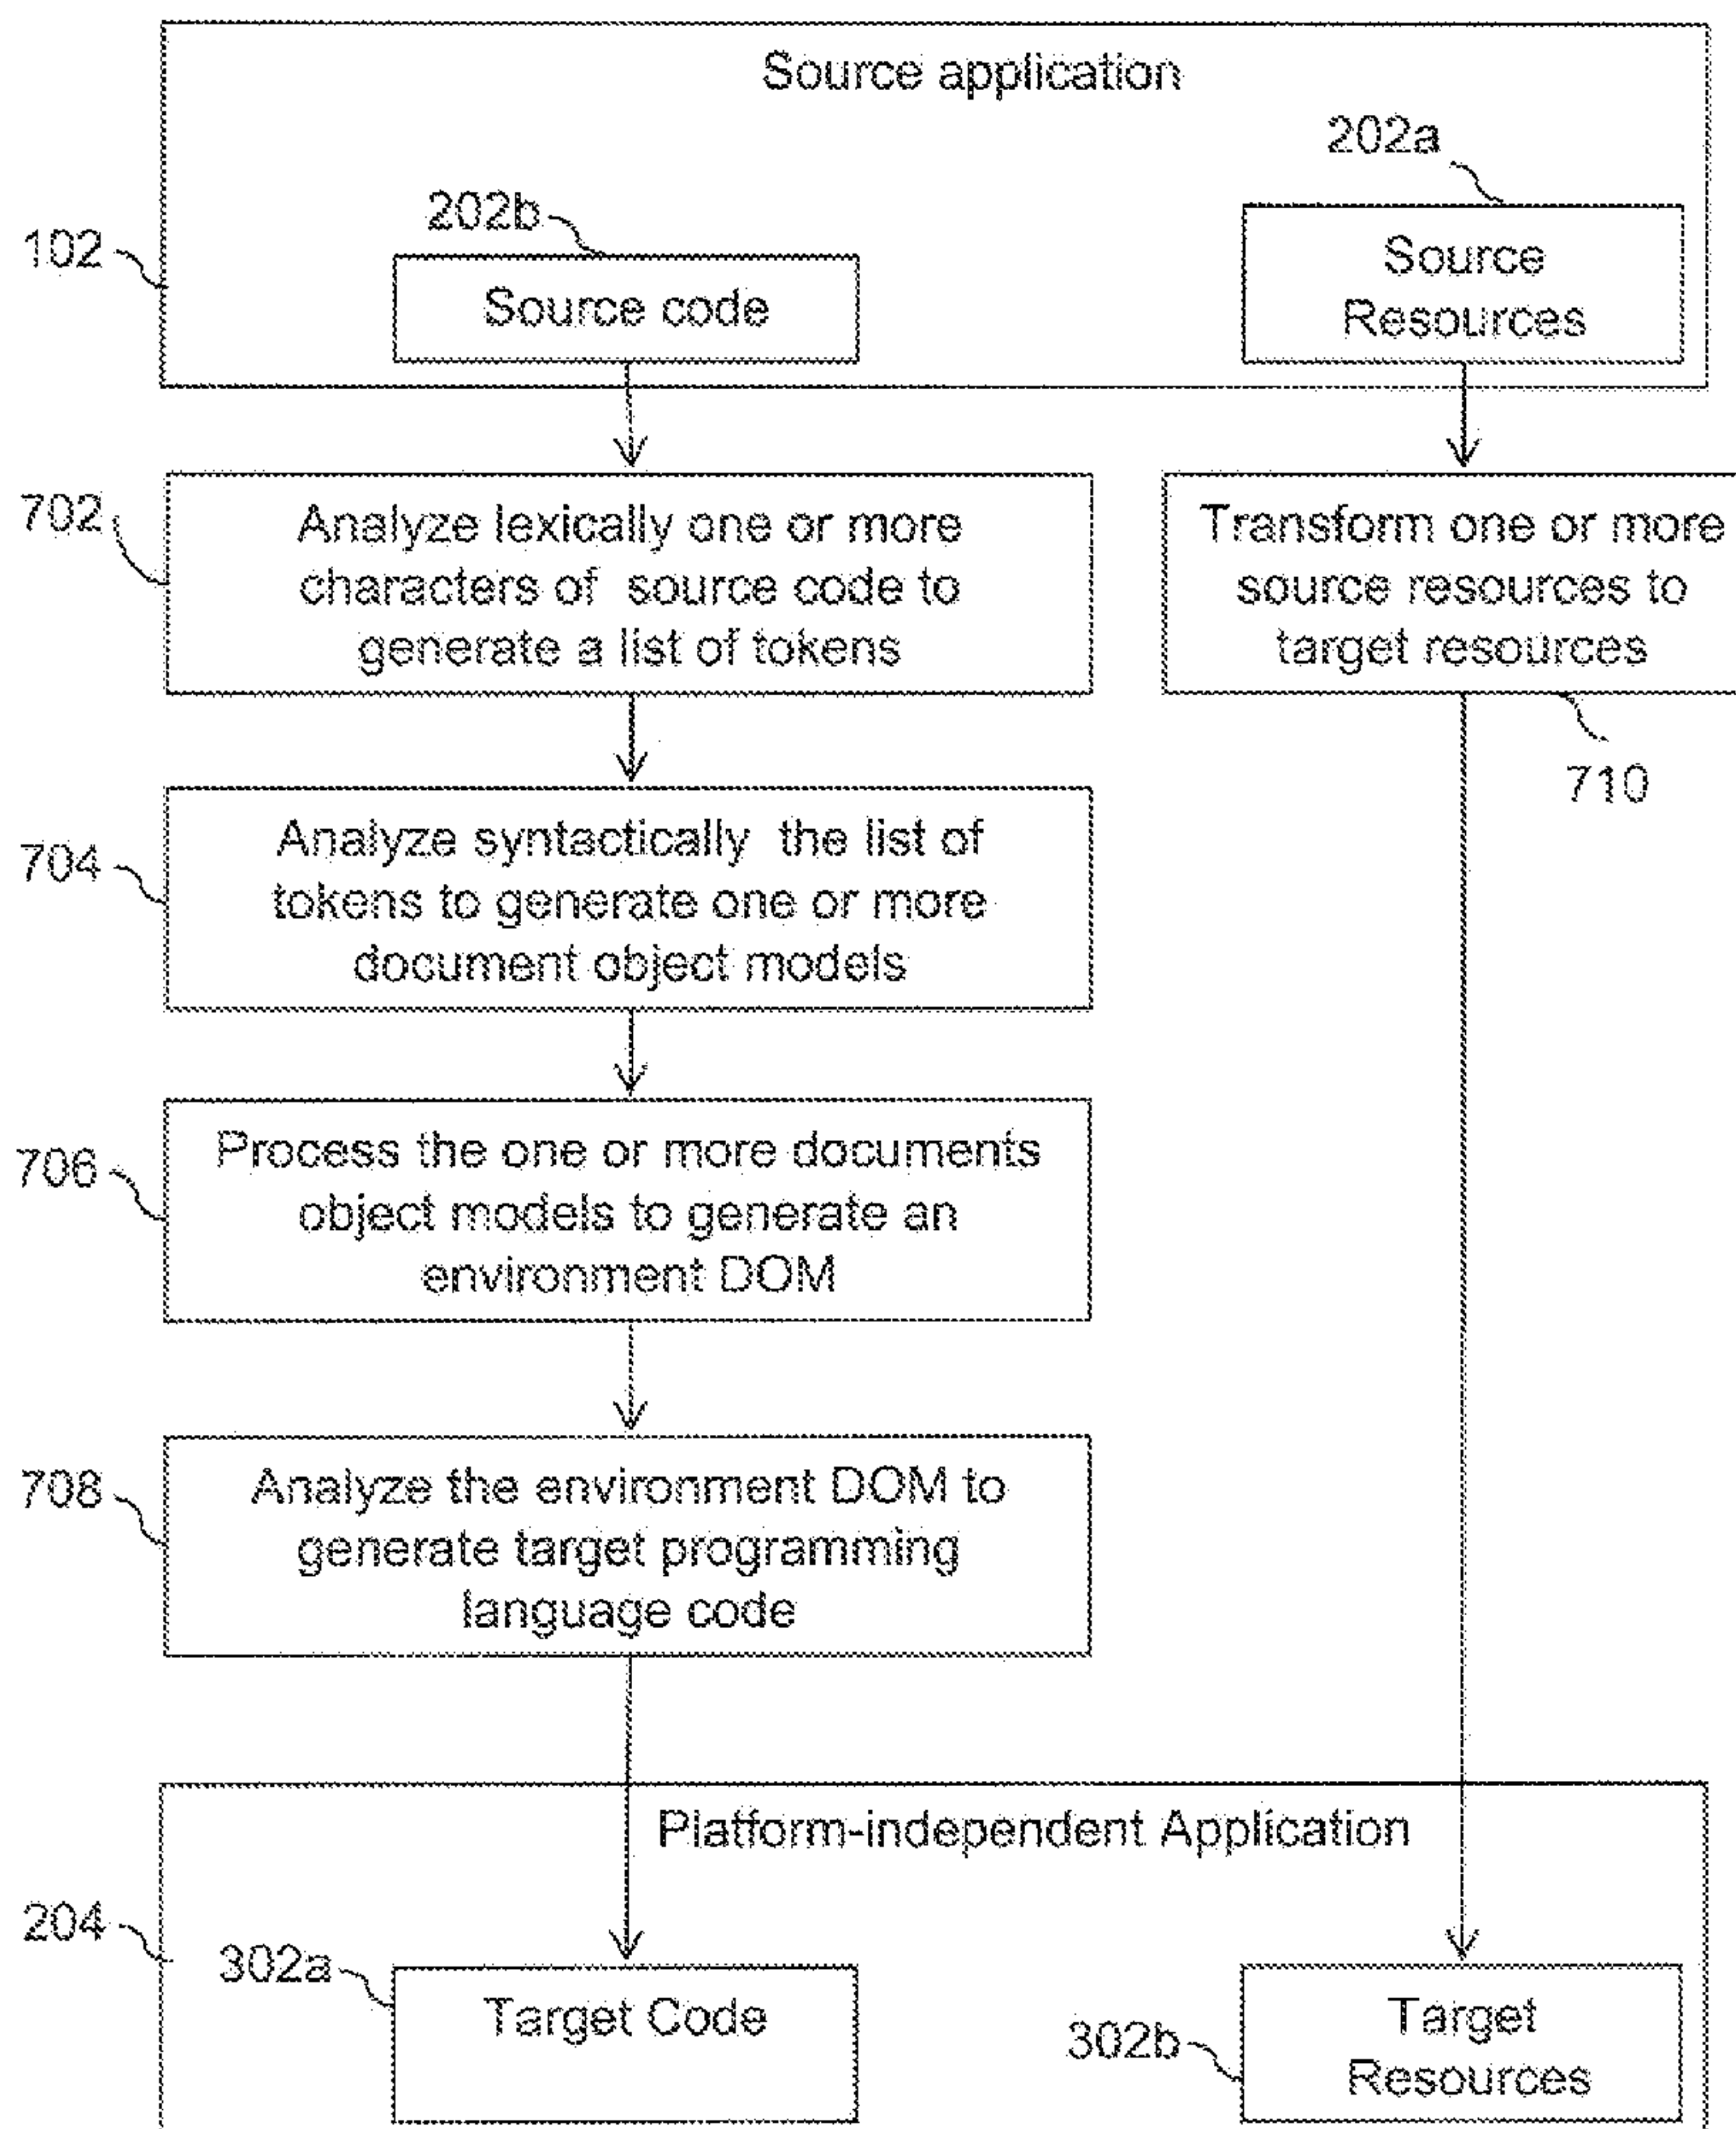 Source application
202a
202b
102
Source code
Source
Resources
702
Analyze lexically one or more
characters of source code to
generate a list of tokens
Transform one or more
source resources to
target resources
710
704
Analyze syntactically the list of
tokens to generate one or more
document object models
706
Process the one or more documents
object models to generate an
environment DOM
708
Analyze the environment DOM to
generate target programming
language code
Platform-independent Application
204
302a
Target Code
302b
Target
Resources